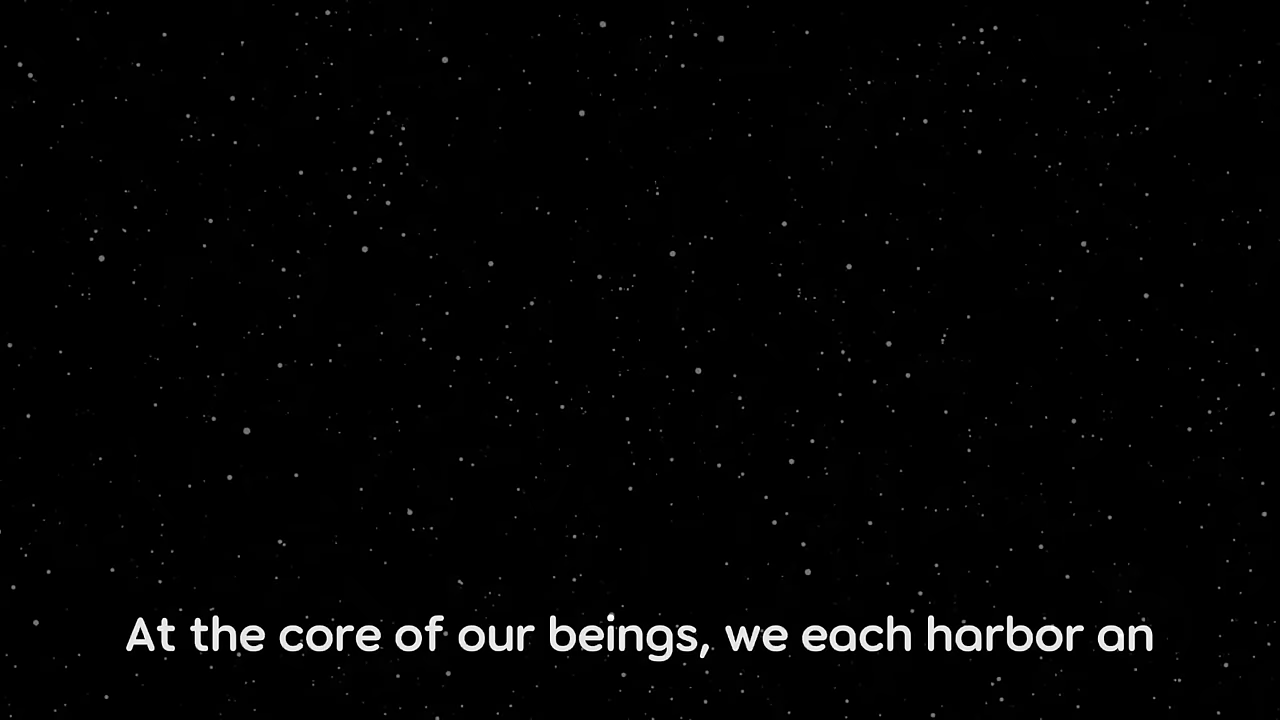 At the core of our beings, we each harbor an